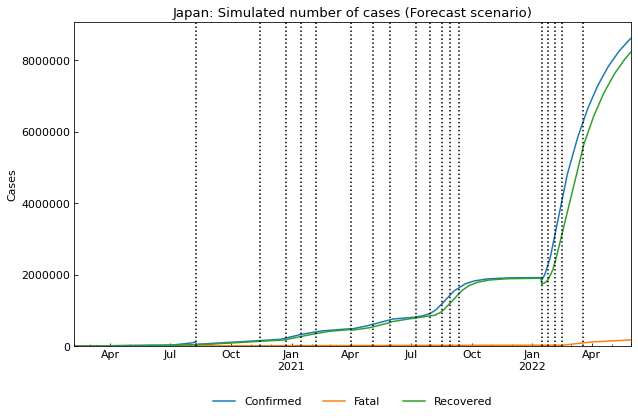 Japan: Simulated number of cases (Forecast scenario)
8000000
6000000
4000000
2000000
0
Cases
Apr Jul Oct Jan Apr Jul Oct Jan Apr
2021 2022
Confirmed Fatal Recovered